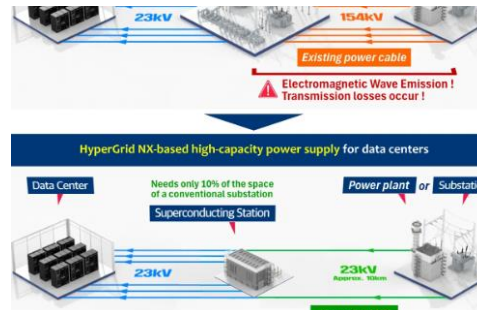 23kV
154kV
Existing power cable
Electromagnetic Wave Emission !
Transmission losses occur !
HyperGrid NX-based high-capacity power supply for data centers
Data Center
Needs only 10% of the space
of a conventional substation
Superconducting Station
Power plant or Substati
23kV
23kV
Approx. 10km